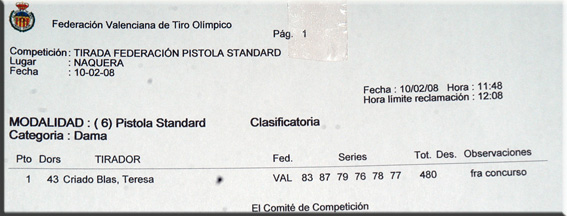 Federación Valenciana de Tiro Olímpico
Pág. 1
Competición: TIRADA FEDERACIÓN PISTOLA STANDARD
Lugar : NAQUERA
Fecha : 10-02-08
Fecha : 10/02/08 Hora : 11:48
Hora límite reclamación : 12:08
MODALIDAD : ( 6) Pistola Standard Clasificatoria
Categoria : Dama
Pto Dors TIRADOR Fed. Series Tot. Des. Observaciones
1 43 Criado Blas, Teresa VAL 83 87 79 76 78 77 480 fra concurso
El Comité de Competición